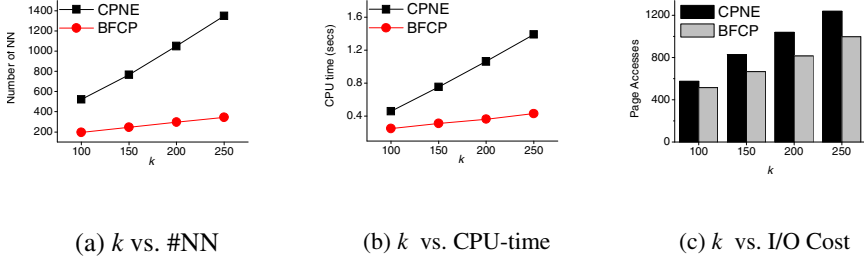 1400
1200
1000
800
600
400
200
Number of NN
CPNE
BFCP
100 150 200 250
k
1.6
1.2
0.8
0.4
CPU time (secs)
CPNE
BFCP
100 150 200 250
k
1200
800
400
0
Page Accesses
CPNE
BFCP
100 150 200 250
k
(a) k vs. #NN
(b) k vs. CPU-time
(c) k vs. I/O Cost